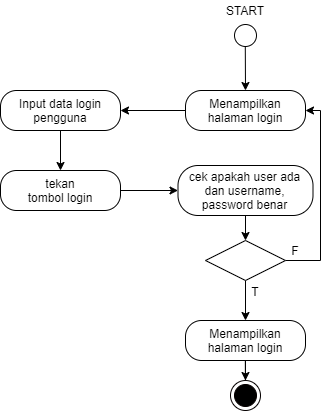 START
Menampilkan
halaman login
Input data login
pengguna
tekan
tombol login
cek apakah user ada
dan username,
password benar
F
T
Menampilkan
halaman login